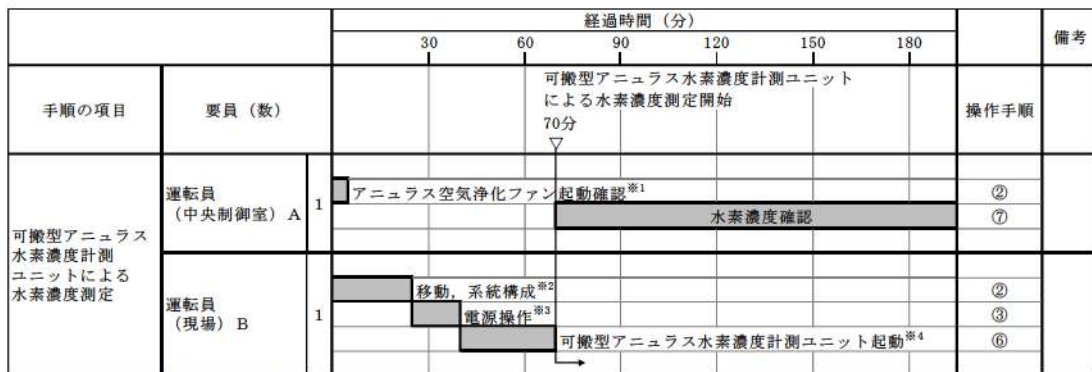 経過時間（分）
備考
30 60 90 120 150 180
手順の項目
要員（数）
可搬型アニュラス水素濃度計測ユニット
による水素濃度測定開始
70分
▽
操作手順
可搬型アニュラス
水素濃度計測
ユニットによる
水素濃度測定
運転員
（中央制御室）A
1
アニュラス空気浄化ファン起動確認※1
②
水素濃度確認
⑦
運転員
（現場）B
1
移動，系統構成※2
②
電源操作※3
③
可搬型アニュラス水素濃度計測ユニット起動※4
⑥